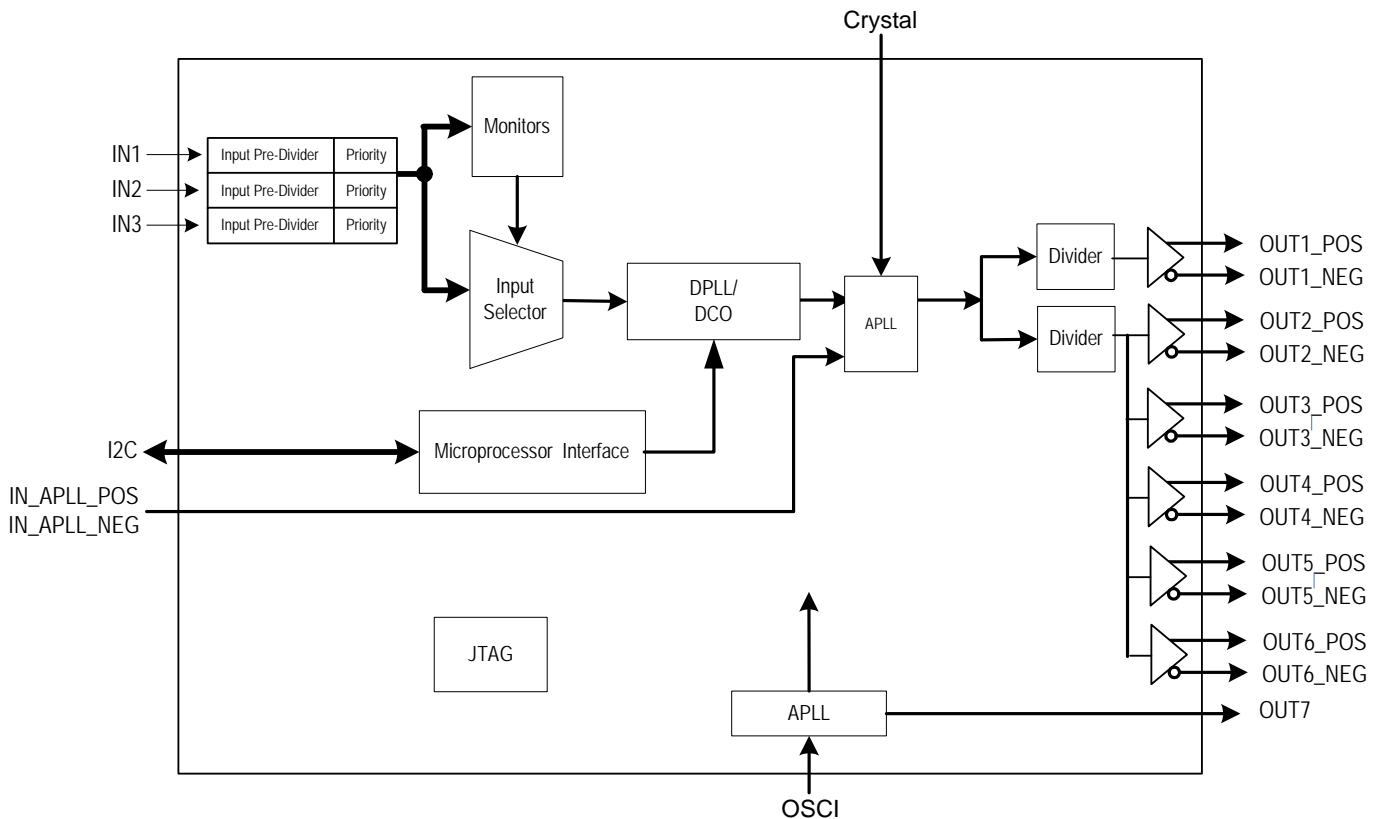 Crystal
Monitors
IN1
Input Pre-Divider Priority
IN2
Input Pre-Divider Priority
IN3
Input Pre-Divider Priority
Input
Selector
DPLL/
DCO
APLL
Divider
Divider
OUT1_POS
OUT1_NEG
OUT2_POS
OUT2_NEG
OUT3_POS
OUT3_NEG
OUT4_POS
OUT4_NEG
OUT5_POS
OUT5_NEG
OUT6_POS
OUT6_NEG
OUT7
I2C
Microprocessor Interface
IN_APLL_POS
IN_APLL_NEG
JTAG
APLL
OSCI